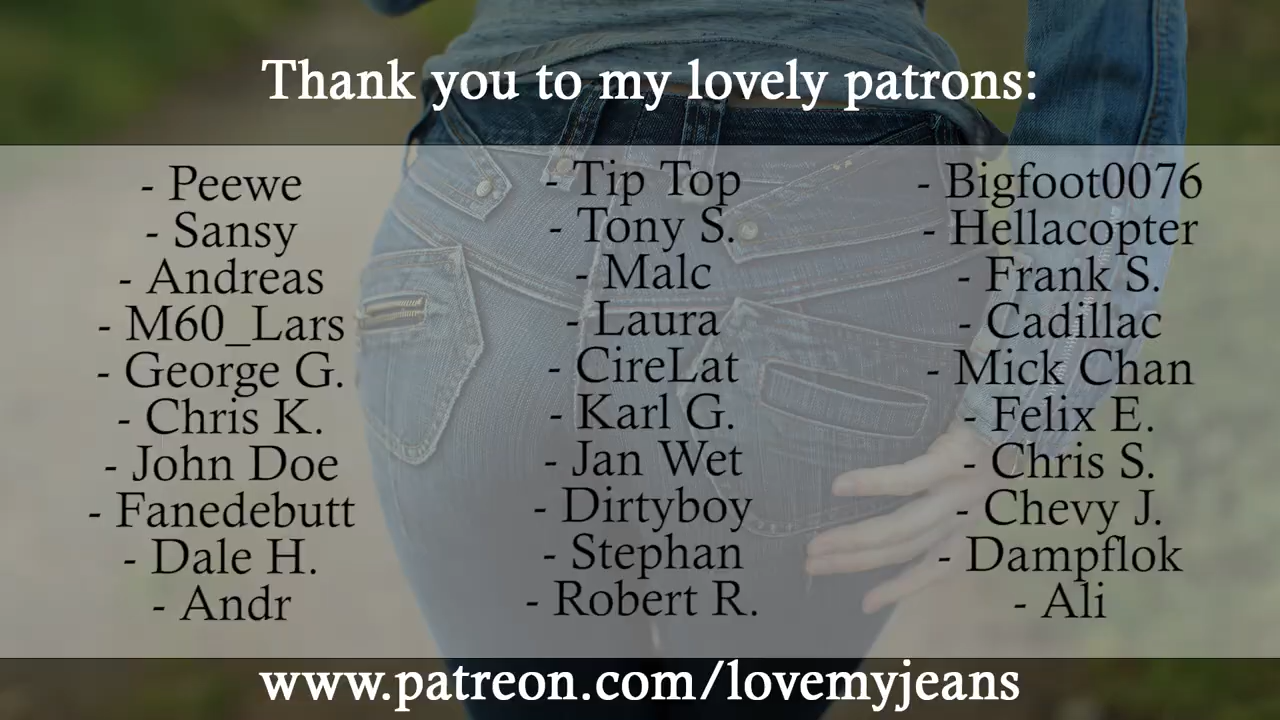 Thank you to my lovely patrons:
- Peewe
- Sansy
- Andreas
- M60_Lars
- George G.
- Chris K.
- John Doe
- Fanedebutt
- Dale H.
- Andr
- Tip Top
- Tony S.
- Malc
- Laura
- CireLat
- Karl G.
- Jan Wet
- Dirtyboy
- Stephan
- Robert R.
- Bigfoot0076
- Hellacopter
- Frank S.
- Cadillac
- Mick Chan
- Felix E.
- Chris S.
- Chevy J.
- Dampflok
- Ali
www.patreon.com/lovemyjeans